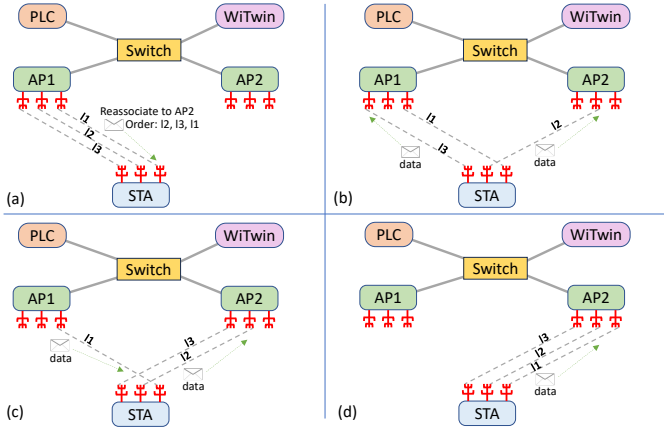 PLC
WiTwin
Switch
AP1
AP2
l1
l2
l3
Reassociate to AP2
Order: l2, l3, l1
STA
(a)
PLC
WiTwin
Switch
AP1
AP2
l1
l2
l3
data
data
STA
(b)
PLC
WiTwin
Switch
AP1
AP2
l1
l3
l2
data
data
STA
(c)
PLC
WiTwin
Switch
AP1
AP2
l3
l2
l1
data
STA
(d)